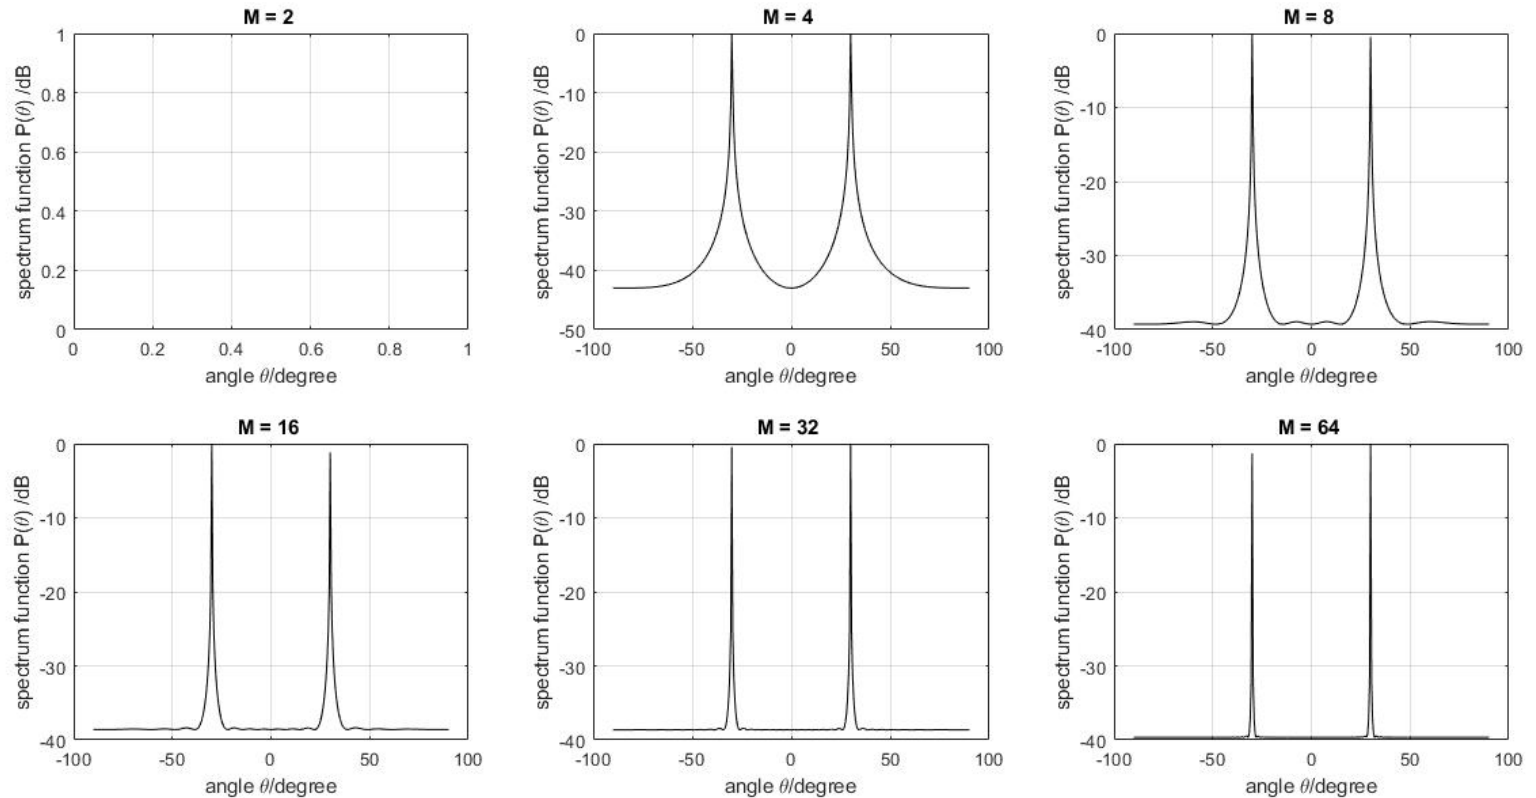 M = 2
spectrum function P(θ) /dB
1
0.8
0.6
0.4
0.2
0
0 0.2 0.4 0.6 0.8 1
angle θ/degree
M = 4
spectrum function P(θ) /dB
0
-10
-20
-30
-40
-50
-100 -50 0 50 100
angle θ/degree
M = 8
spectrum function P(θ) /dB
0
-10
-20
-30
-40
-100 -50 0 50 100
angle θ/degree
M = 16
spectrum function P(θ) /dB
0
-10
-20
-30
-40
-100 -50 0 50 100
angle θ/degree
M = 32
spectrum function P(θ) /dB
0
-10
-20
-30
-40
-100 -50 0 50 100
angle θ/degree
M = 64
spectrum function P(θ) /dB
0
-10
-20
-30
-40
-100 -50 0 50 100
angle θ/degree